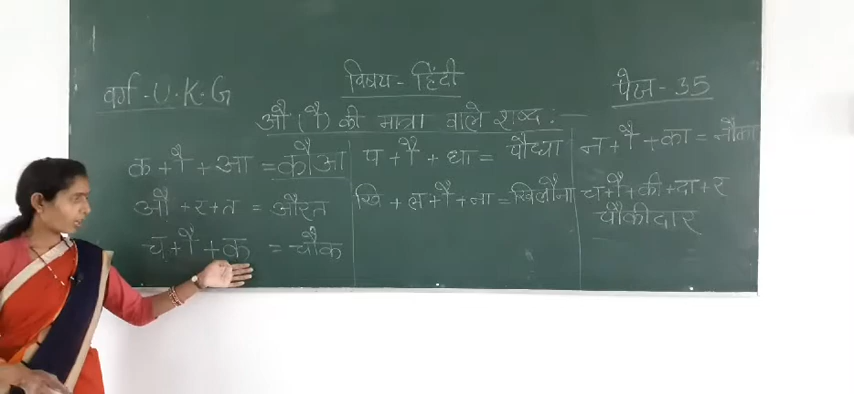 वर्ग - U.K.G
विषय - हिंदी
पेज - 35
औ (ौ) की मात्रा वाले शब्द :—
क + ौ + आ = कौआ
औ + र + त = औरत
च + ौ + क = चौक
प + ौ + धा = पौधा
खि + ल + ौ + ना = खिलौना
न + ौ + का = नौका
च + ौ + की + दा + र
चौकीदार